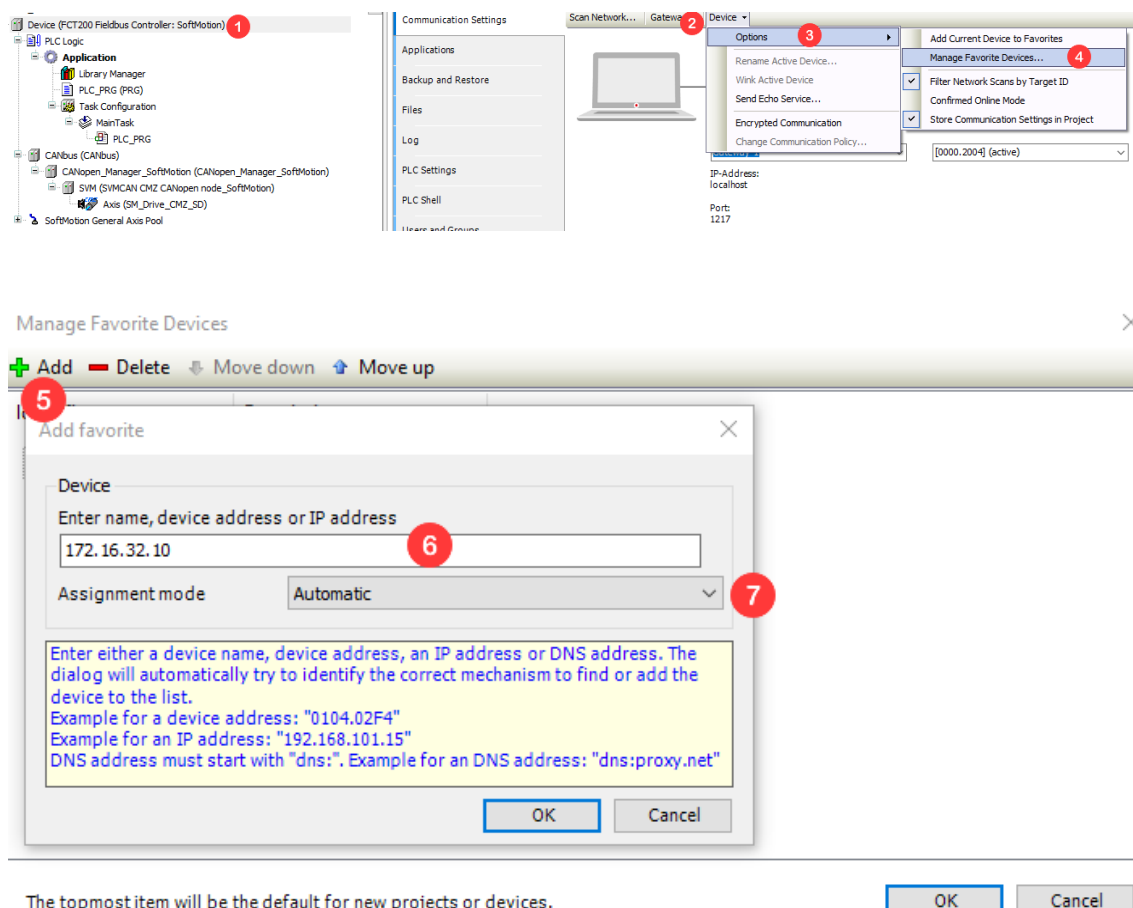 Device (FCT200 Fieldbus Controller: SoftMotion) 1
PLC Logic
Application
Library Manager
PLC_PRG (PRG)
Task Configuration
MainTask
PLC_PRG
CANbus (CANbus)
CANopen_Manager_SoftMotion (CANopen_Manager_SoftMotion)
SVM (SVMCAN CMZ CANopen node_SoftMotion)
Axis (SM_Drive_CMZ_SD)
SoftMotion General Axis Pool
Communication Settings
Applications
Backup and Restore
Files
Log
PLC Settings
PLC Shell
Users and Groups
Scan Network... Gateway 2 Device
Options 3
Rename Active Device...
Wink Active Device
Send Echo Service...
Encrypted Communication
Change Communication Policy...
Add Current Device to Favorites
Manage Favorite Devices... 4
Filter Network Scans by Target ID
Confirmed Online Mode
Store Communication Settings in Project
[0000.2004] (active)
IP-Address:
localhost
Port:
1217
Manage Favorite Devices
Add Delete Move down Move up
5
Add favorite
Device
Enter name, device address or IP address
172.16.32.10 6
Assignment mode Automatic 7
Enter either a device name, device address, an IP address or DNS address. The
dialog will automatically try to identify the correct mechanism to find or add the
device to the list.
Example for a device address: "0104.02F4"
Example for an IP address: "192.168.101.15"
DNS address must start with "dns:". Example for an DNS address: "dns:proxy.net"
OK Cancel
The topmost item will be the default for new projects or devices.
OK Cancel